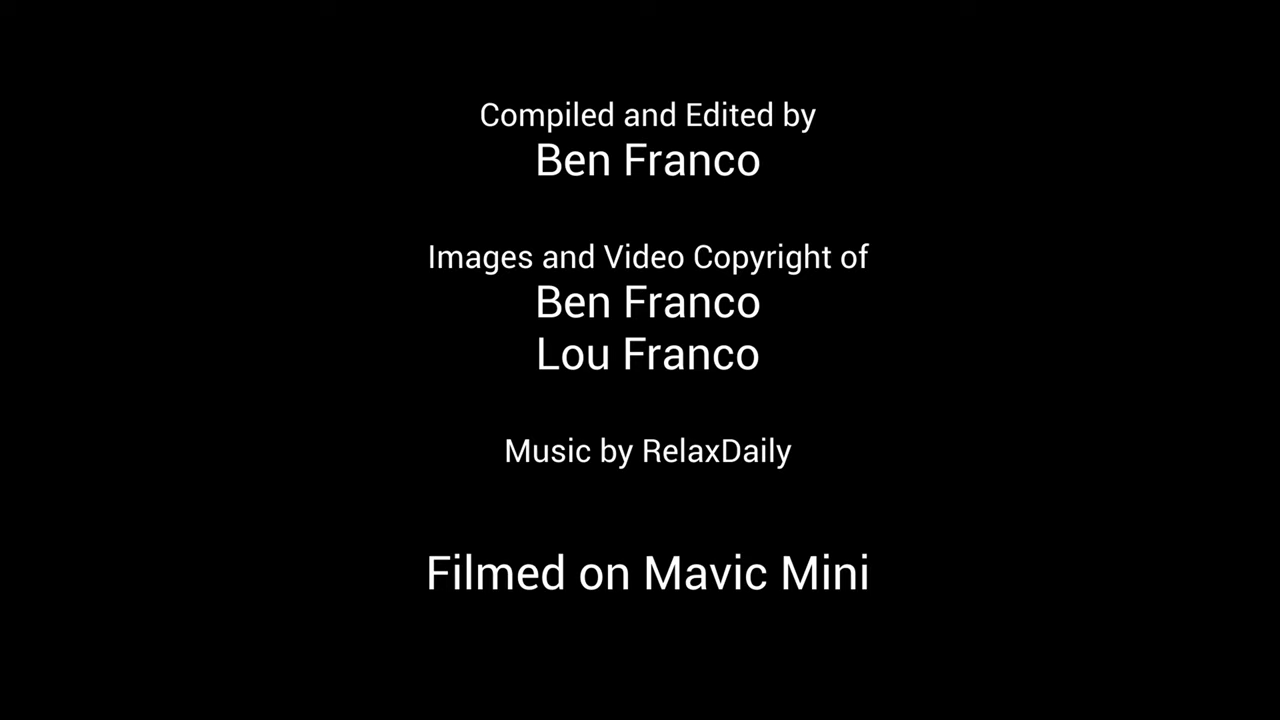 Compiled and Edited by
Ben Franco
Images and Video Copyright of
Ben Franco
Lou Franco
Music by RelaxDaily
Filmed on Mavic Mini